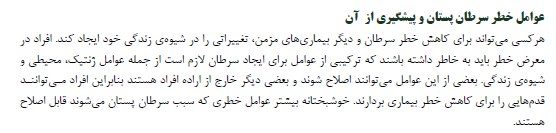 عوامل خطر سرطان پستان و پیشگیری از آن
هرکسی می‌تواند برای کاهش خطر سرطان و دیگر بیماری‌های مزمن، تغییراتی را در شیوه‌ی زندگی خود ایجاد کند. افراد در
معرض خطر باید به خاطر داشته باشند که ترکیبی از عوامل برای ایجاد سرطان لازم است از جمله عوامل ژنتیک، محیطی و
شیوه‌ی زندگی. بعضی از این عوامل می‌توانند اصلاح شوند و بعضی دیگر خارج از اراده افراد هستند بنابراین افراد می‌توانند
قدم‌هایی را برای کاهش خطر بیماری بردارند. خوشبختانه بیشتر عوامل خطری که سبب سرطان پستان می‌شوند قابل اصلاح
هستند.